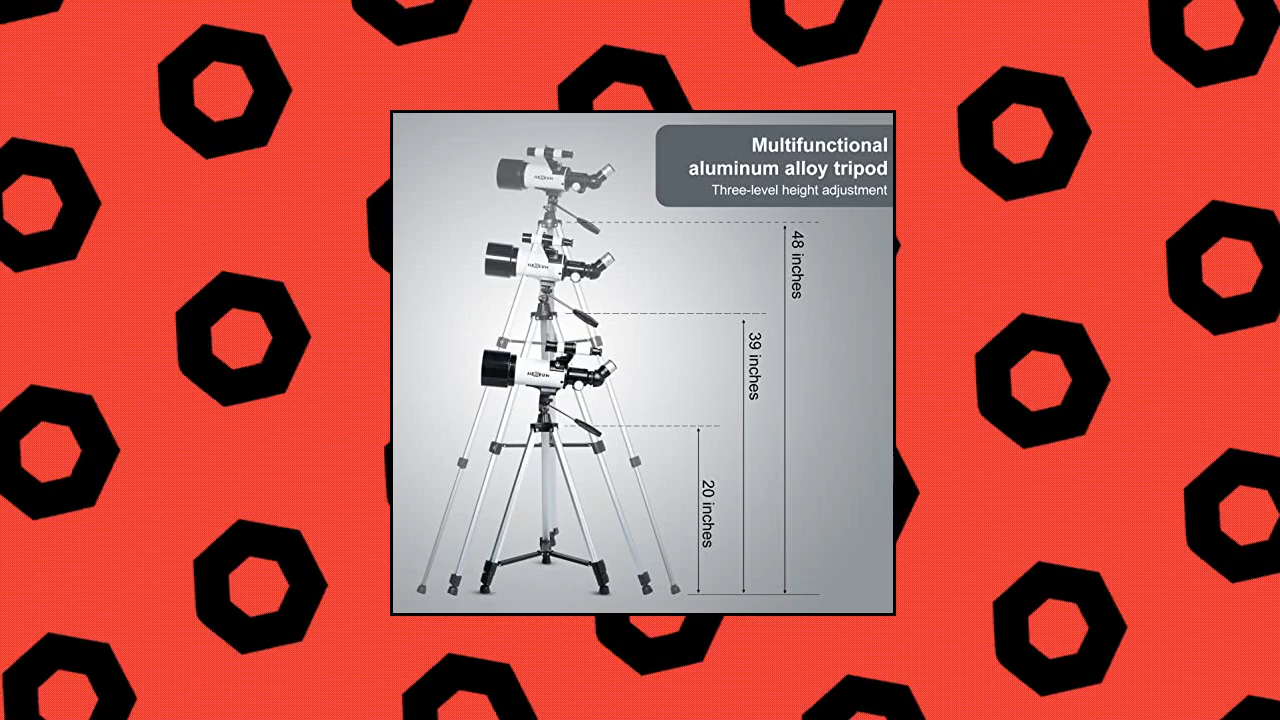 Multifunctional
aluminum alloy tripod
Three-level height adjustment
48 inches
39 inches
20 inches